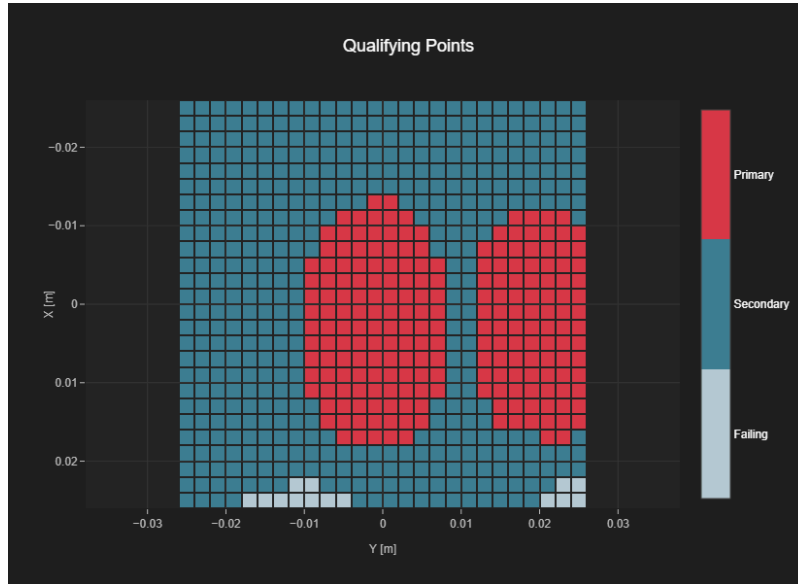 Qualifying Points
−0.02
−0.01
0
0.01
0.02
X [m]
−0.03
−0.02
−0.01
0
0.01
0.02
0.03
Y [m]
Primary
Secondary
Failing